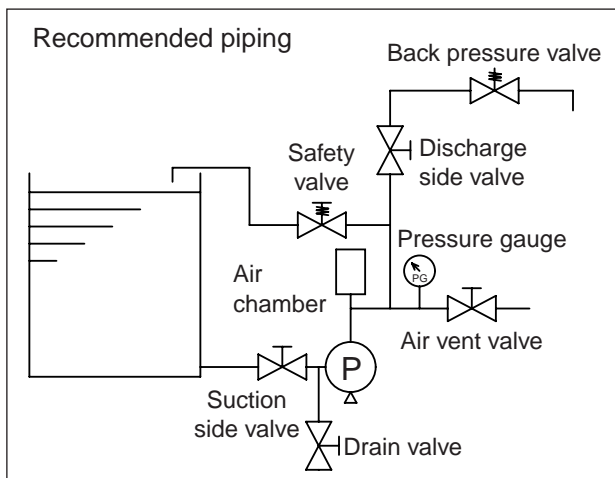 Recommended piping
Back pressure valve
Safety
valve
Discharge
side valve
Pressure gauge
PG
Air
chamber
Air vent valve
P
Suction
side valve
Drain valve